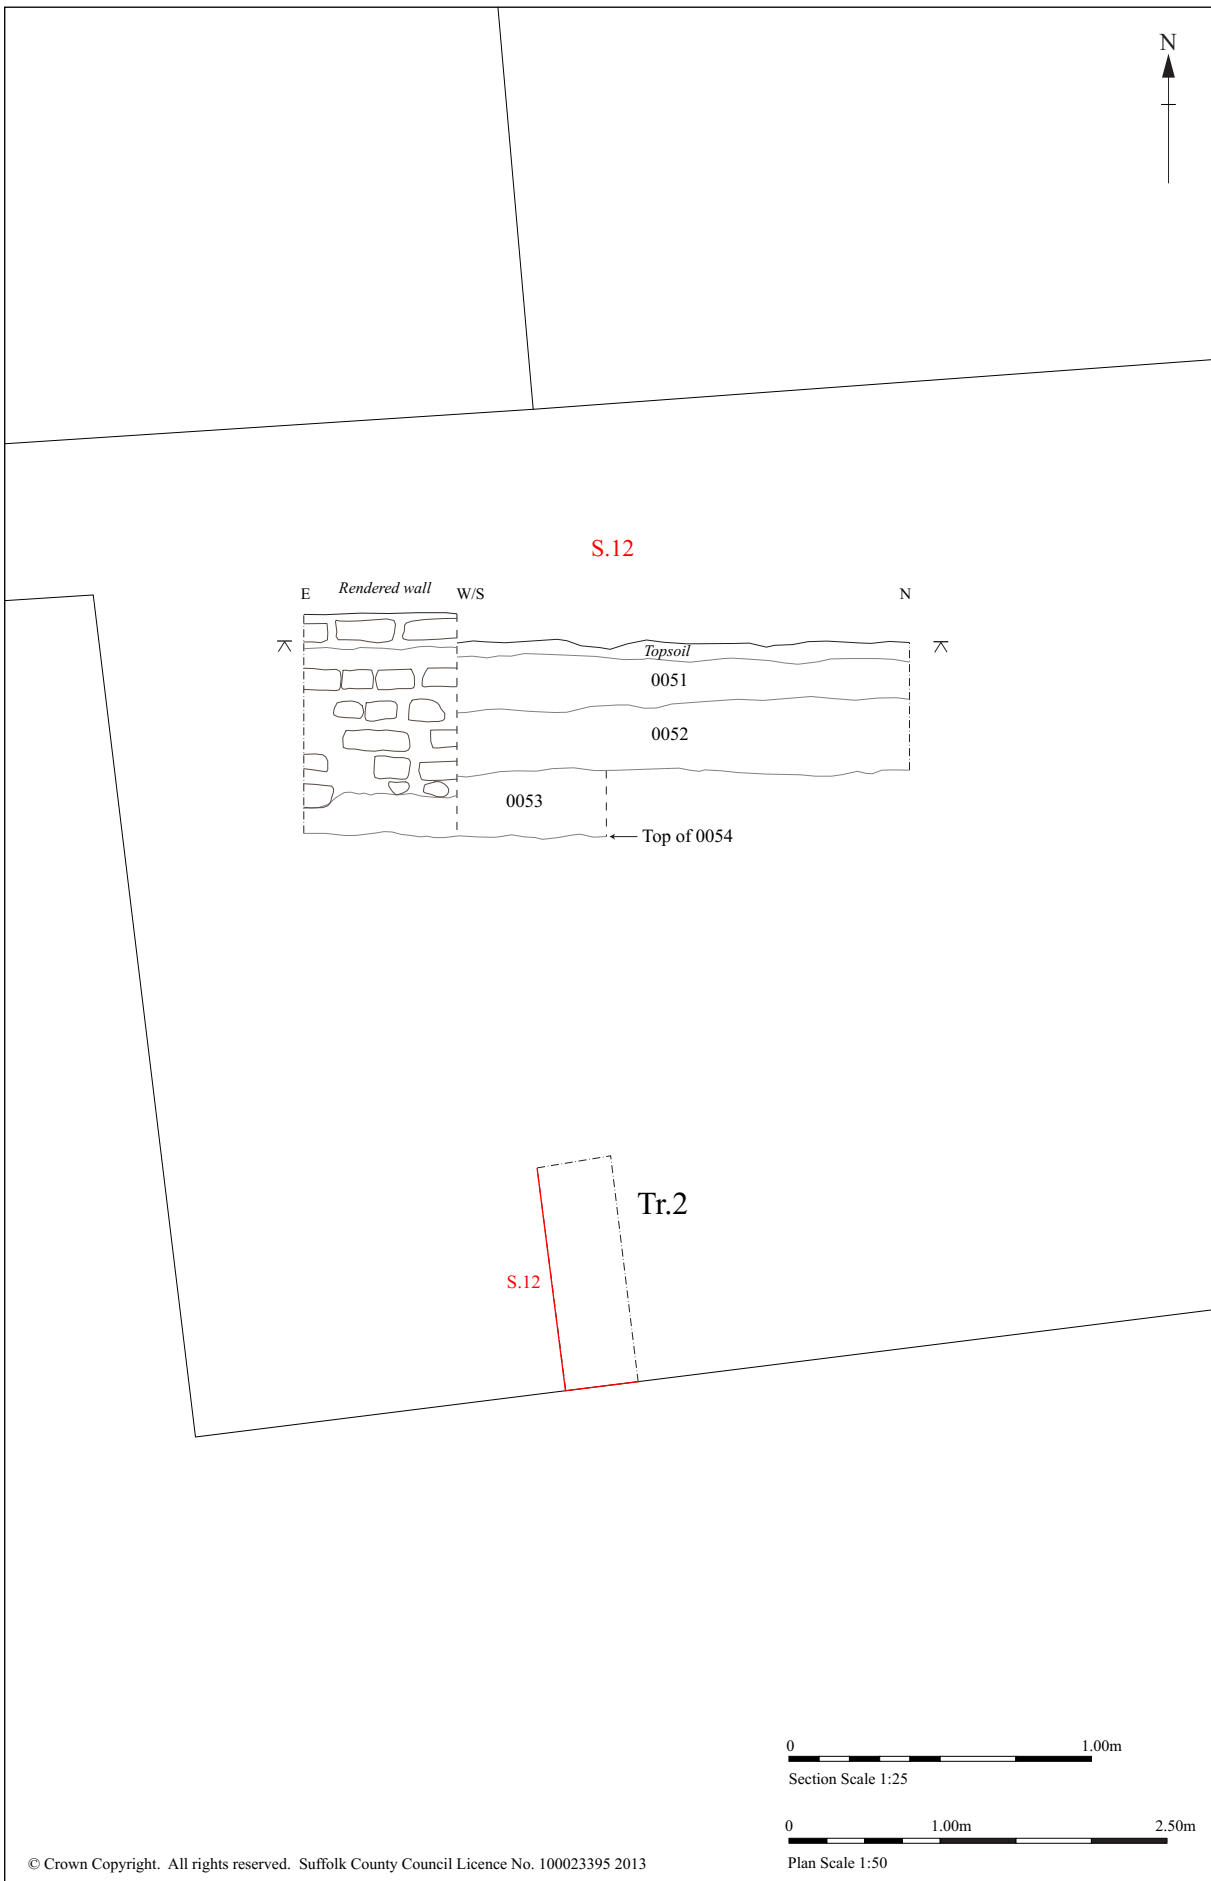 N
S.12
E
Rendered wall
W/S
N
Topsoil
0051
0052
0053
Top of 0054
Tr.2
S.12
0 1.00m
Section Scale 1:25
0 1.00m 2.50m
Plan Scale 1:50
© Crown Copyright. All rights reserved. Suffolk County Council Licence No. 100023395 2013